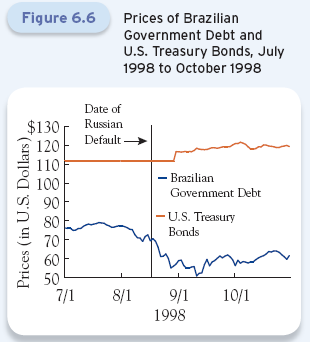 Figure 6.6
Prices of Brazilian
Government Debt and
U.S. Treasury Bonds, July
1998 to October 1998
Prices (in U.S. Dollars)
$130
120
110
100
90
80
70
60
50
Date of
Russian
Default
Brazilian
Government Debt
U.S. Treasury
Bonds
7/1
8/1
9/1
10/1
1998